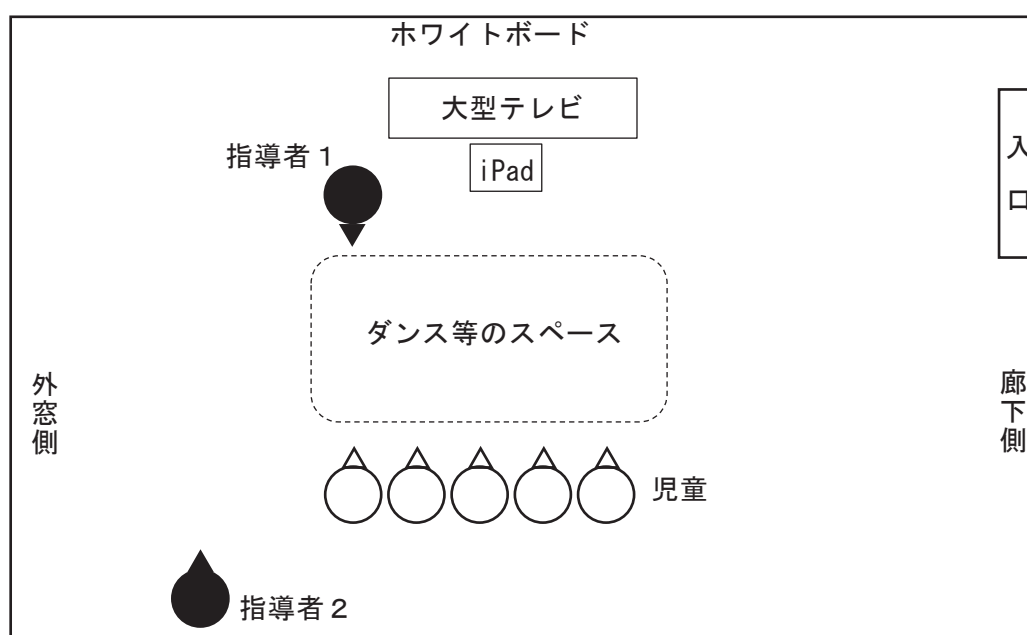 ホワイトボード
大型テレビ
指導者1
iPad
入口
ダンス等のスペース
外窓側
廊下側
児童
指導者2